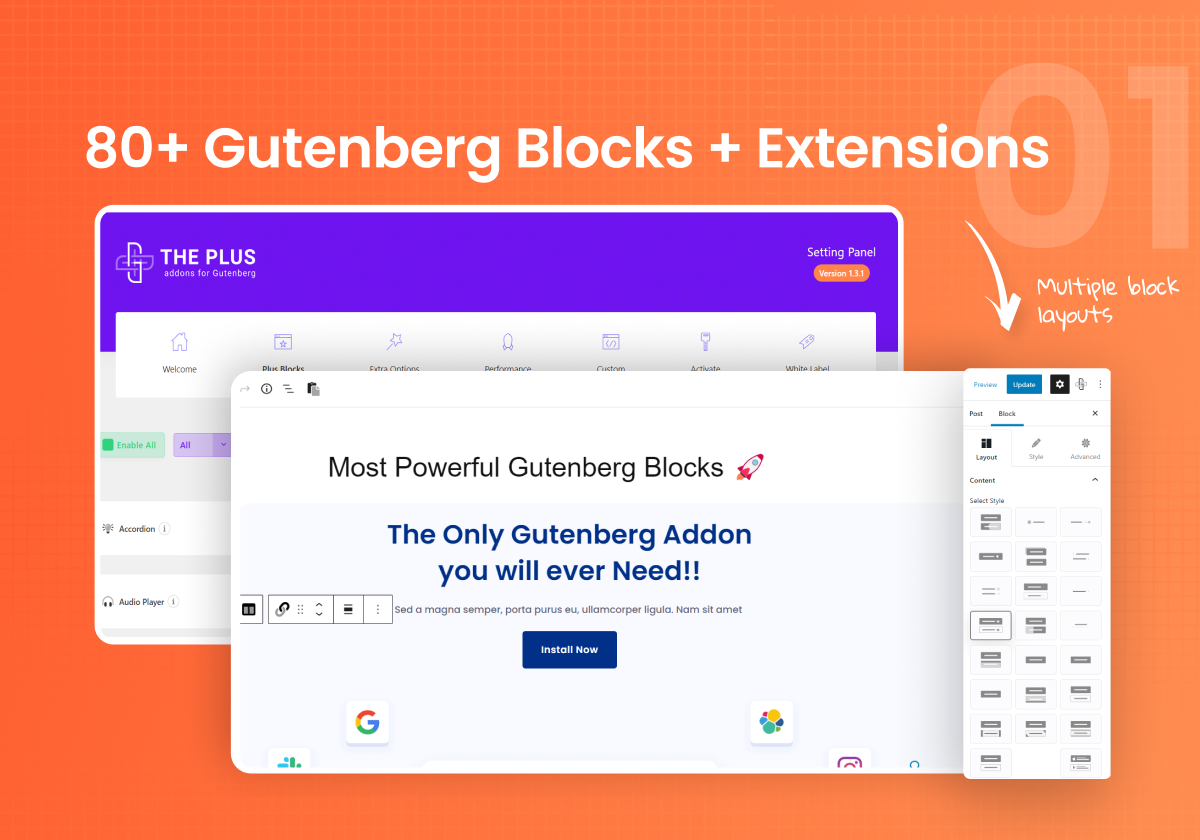 01
80+ Gutenberg Blocks + Extensions
THE PLUS
addons for Gutenberg
Setting Panel
Version 1.3.1
Multiple block
layouts
Welcome
Plus Blocks
Extra Options
Performance
Custom
Activate
White Label
Enable All
All
Accordion
Audio Player
Most Powerful Gutenberg Blocks
The Only Gutenberg Addon
you will ever Need!!
Sed a magna semper, porta purus eu, ullamcorper ligula. Nam sit amet
Install Now
Preview
Update
Post
Block
Layout
Style
Advanced
Content
Select Style